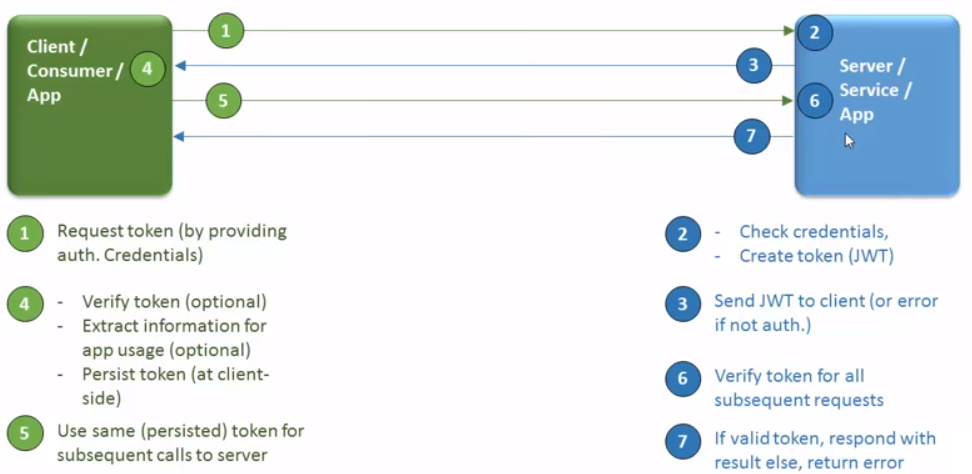 Client /
Consumer /
App
1
2
3
4
5
6
7
Server /
Service /
App
1
Request token (by providing
auth. Credentials)
4
- Verify token (optional)
- Extract information for
app usage (optional)
- Persist token (at client-
side)
5
Use same (persisted) token for
subsequent calls to server
2
- Check credentials,
- Create token (JWT)
3
Send JWT to client (or error
if not auth.)
6
Verify token for all
subsequent requests
7
If valid token, respond with
result else, return error